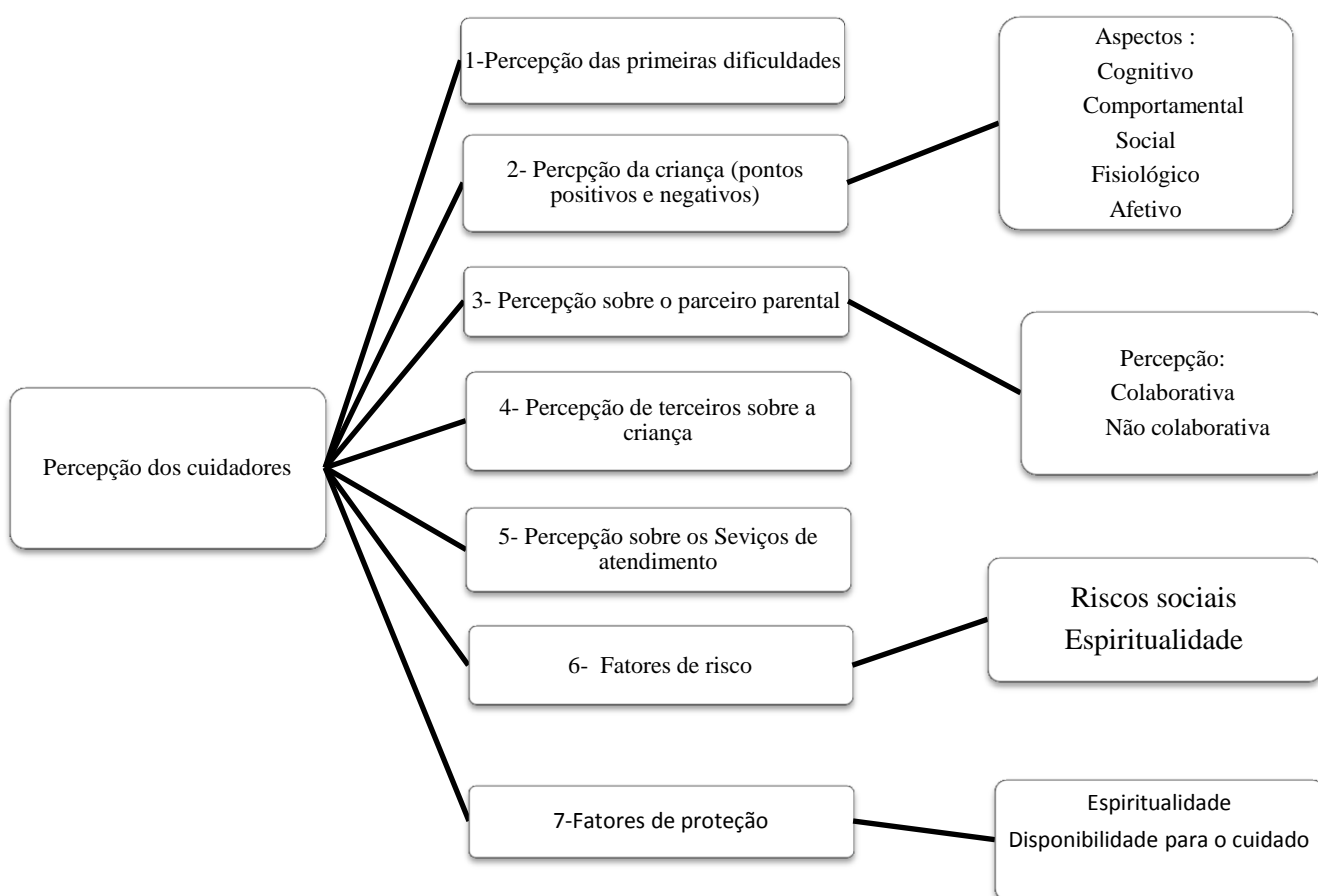 Percepção dos cuidadores
1-Percepção das primeiras dificuldades
2- Percpção da criança (pontos
positivos e negativos)
3- Percepção sobre o parceiro parental
4- Percepção de terceiros sobre a
criança
5- Percepção sobre os Seviços de
atendimento
6- Fatores de risco
7-Fatores de proteção
Aspectos :
Cognitivo
Comportamental
Social
Fisiológico
Afetivo
Percepção:
Colaborativa
Não colaborativa
Riscos sociais
Espiritualidade
Espiritualidade
Disponibilidade para o cuidado